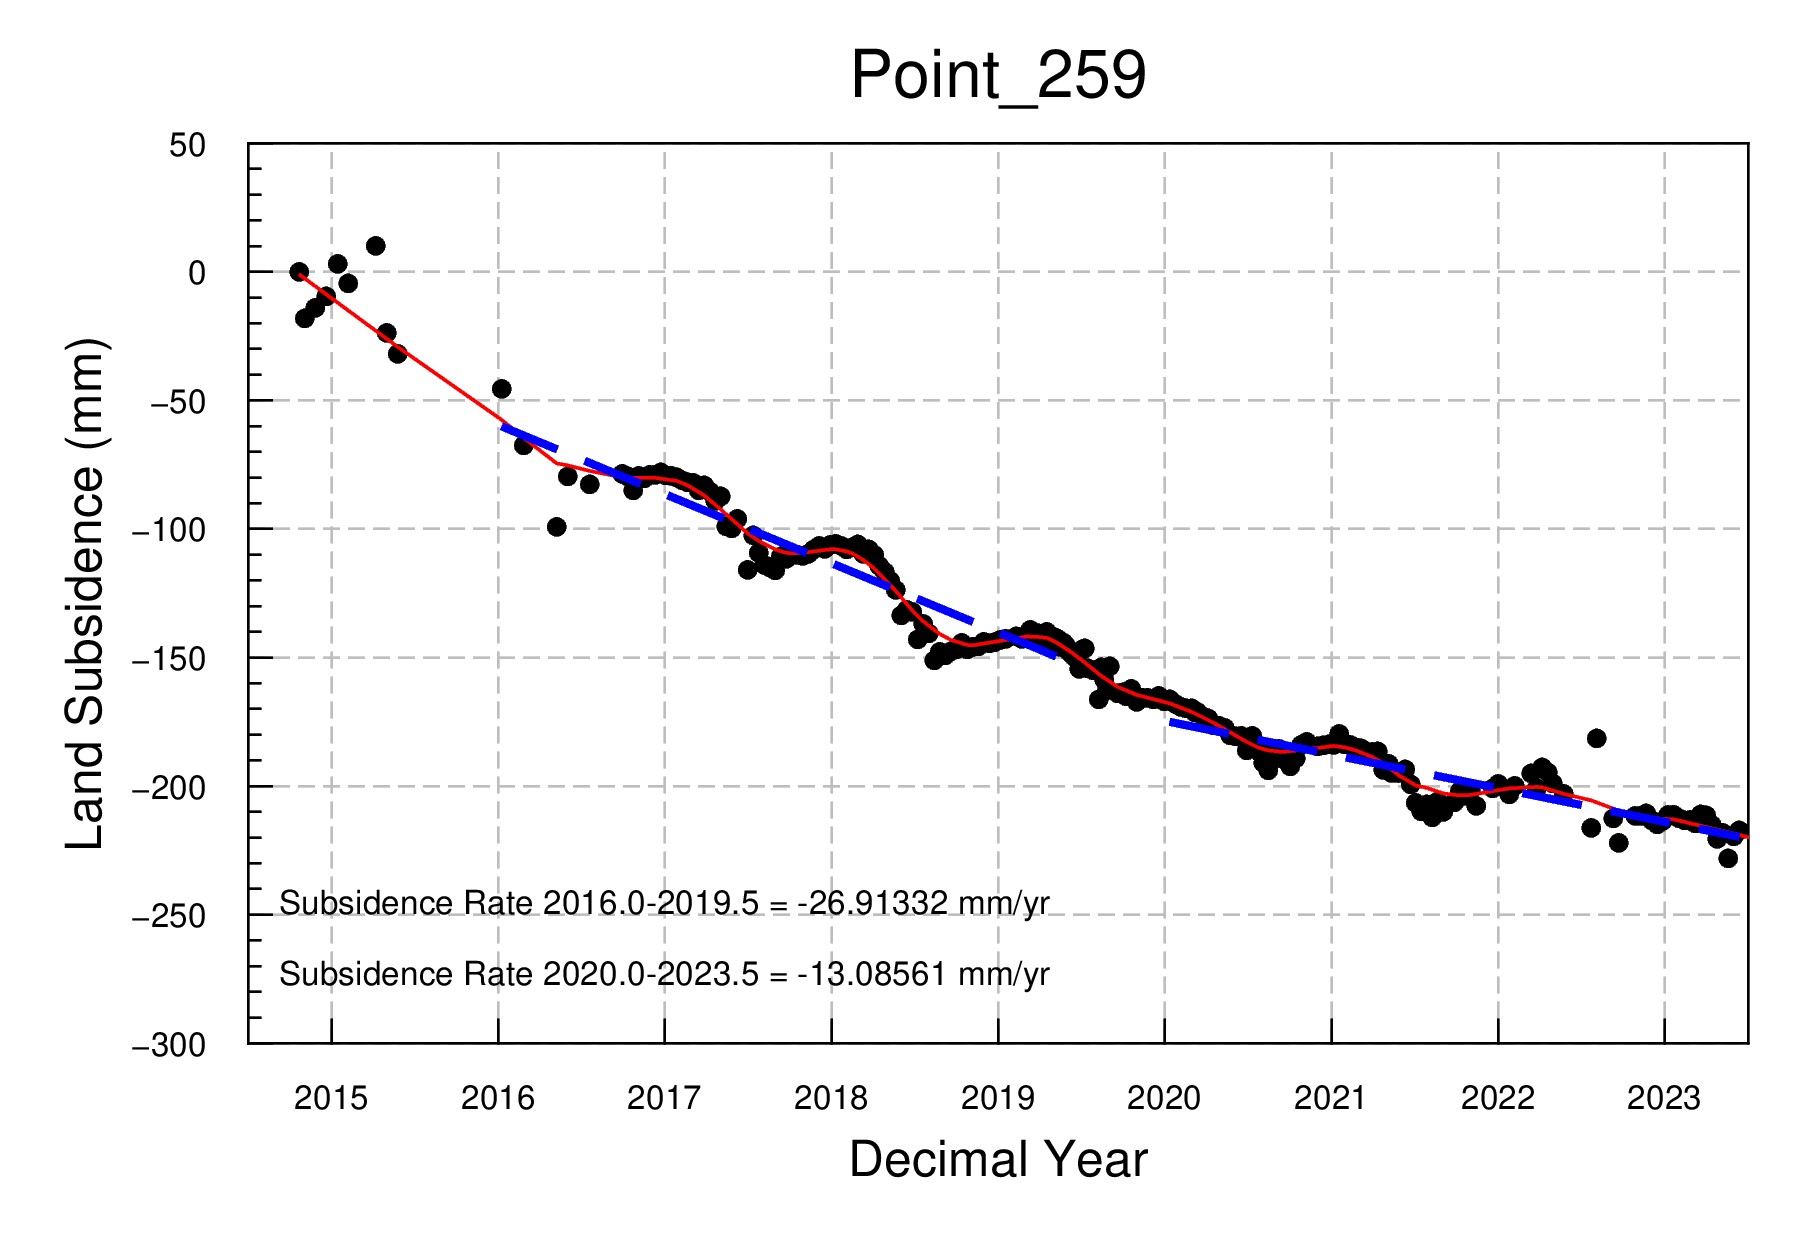 Point_259
50
0
−50
−100
−150
−200
−250
−300
Land Subsidence (mm)
Subsidence Rate 2016.0-2019.5 = -26.91332 mm/yr
Subsidence Rate 2020.0-2023.5 = -13.08561 mm/yr
2015 2016 2017 2018 2019 2020 2021 2022 2023
Decimal Year